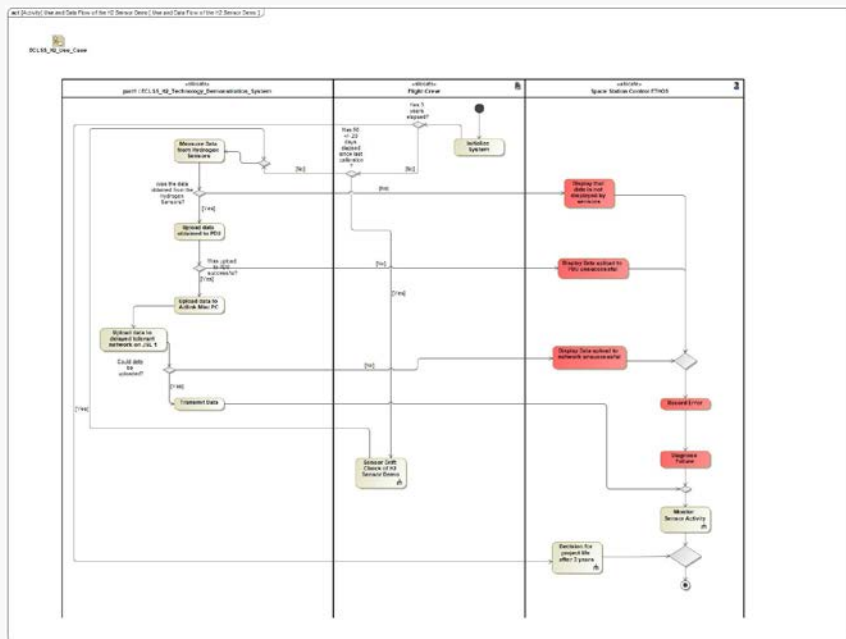 act [Activity] Use and Data Flow of the H2 Sensor Demo [ Use and Data Flow of the H2 Sensor Demo ]
ECLSS_H2_Use_Case
«allocate»
part1 : ECLSS_H2_Technology_Demonstration_System
«allocate»
Flight Crew
«allocate»
Space Station Control ETHOS
Has 3
years
elapsed?
Initialize
System
days
elapsed
since last
calibration
?
Measure Data
from Hydrogen
Sensors
[No]
[No]
Was the data
obtained from the
Hydrogen
Sensors?
[No]
[Yes]
Display that
data is not
displayed by
sensors
Upload data
obtained to PDU
Was upload
to PDU
successful?
[No]
[Yes]
Display Data upload to
PDU unsuccessful
[Yes]
Upload data to
Adlink Mac PC
Upload data to
delayed tolerant
network on JSL 1
Could data
be
uploaded?
[No]
[Yes]
Display Data upload to
network unsuccessful
Transmit Data
[Yes]
Record Error
Sensor Drift
Check of H2
Sensor Demo
Diagnose
Failure
Monitor
Sensor Activity
Decision for
project life
after 3 years